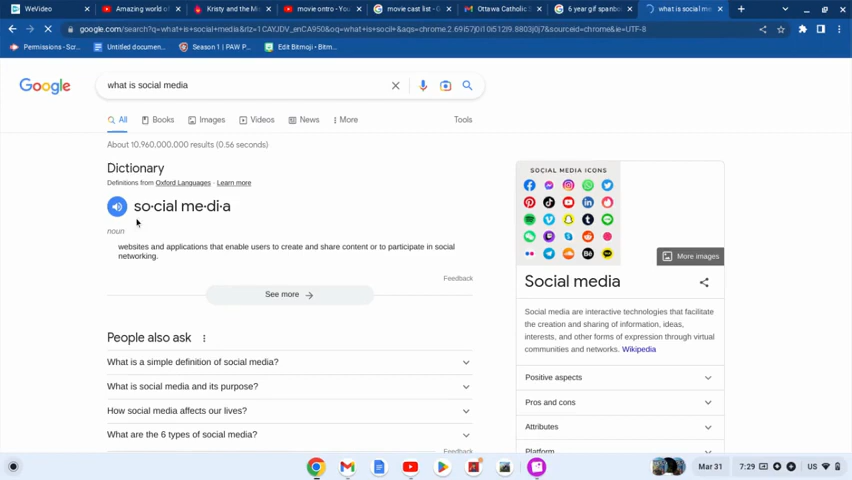 WeVideo
Amazing world of
Kristy and the M
movie ontro - You
movie cast list - G
Ottawa Catholic S
6 year gif spanb
what is social me
google.com/search?q=what+is+social+media&rlz=1CAYJDV_enCA950&oq=what+is+socil+&aqs=chrome.2.69i57j0i10i131i433i512j0i10i512j0i10i131i433i512j0i10i433i512
Permissions - Scr...
Untitled documen...
Season 1 | PAW P...
Edit Bitmoji - Bitm...
Google
what is social media
All
Books
Images
Videos
News
More
Tools
About 10,960,000,000 results (0.56 seconds)
Dictionary
Definitions from Oxford Languages · Learn more
so·cial me·di·a
noun
websites and applications that enable users to create and share content or to participate in social
networking.
Feedback
See more
People also ask
What is a simple definition of social media?
What is social media and its purpose?
How social media affects our lives?
What are the 6 types of social media?
Feedback
SOCIAL MEDIA ICONS
More images
Social media
Social media are interactive technologies that facilitate
the creation and sharing of information, ideas,
interests, and other forms of expression through virtual
communities and networks. Wikipedia
Positive aspects
Pros and cons
Attributes
Platform
Mar 31
7:29
US